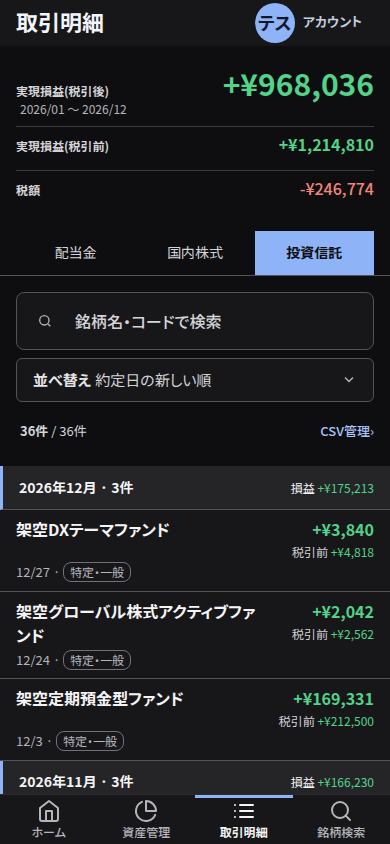 取引明細
テス アカウント
+¥968,036
実現損益(税引後)
2026/01 〜 2026/12
実現損益(税引前) +¥1,214,810
税額 -¥246,774
配当金 国内株式 投資信託
銘柄名・コードで検索
並べ替え 約定日の新しい順
36件 / 36件 CSV管理›
2026年12月・3件 損益 +¥175,213
架空DXテーマファンド +¥3,840
税引前 +¥4,818
12/27・特定・一般
架空グローバル株式アクティブファ +¥2,042
ンド 税引前 +¥2,562
12/24・特定・一般
架空定期預金型ファンド +¥169,331
税引前 +¥212,500
12/3・特定・一般
2026年11月・3件 損益 +¥166,230
ホーム 資産管理 取引明細 銘柄検索